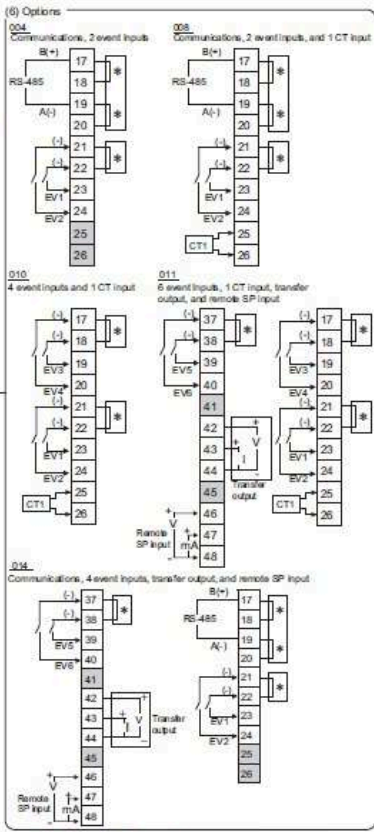 (6) Options
004
Communications, 2 event inputs
B(+)
RS-485
A(-)
17
18
19
20
21
22
23
24
25
26
*
*
*
(-)
(-)
EV1
EV2
008
Communications, 2 event inputs, and 1 CT input
B(+)
RS-485
A(-)
17
18
19
20
21
22
23
24
25
26
*
*
*
(-)
(-)
EV1
EV2
CT1
010
4 event inputs and 1 CT input
(-)
(-)
EV3
EV4
(-)
(-)
EV1
EV2
CT1
17
18
19
20
21
22
23
24
25
26
*
*
011
6 event inputs, 1 CT input, transfer
output, and remote SP input
(-)
(-)
EV5
EV6
37
38
39
40
41
42
43
44
45
46
47
48
*
+
+
V
I
-
Transfer
output
+
V
+
Remote
SP input
mA
-
(-)
(-)
EV3
EV4
(-)
(-)
EV1
EV2
CT1
17
18
19
20
21
22
23
24
25
26
*
*
014
Communications, 4 event inputs, transfer output, and remote SP input
(-)
(-)
EV5
EV6
37
38
39
40
41
42
43
44
45
46
47
48
*
+
+
V
I
-
Transfer
output
+
V
+
Remote
SP input
mA
-
B(+)
RS-485
A(-)
17
18
19
20
21
22
23
24
25
26
*
*
*
(-)
(-)
EV1
EV2